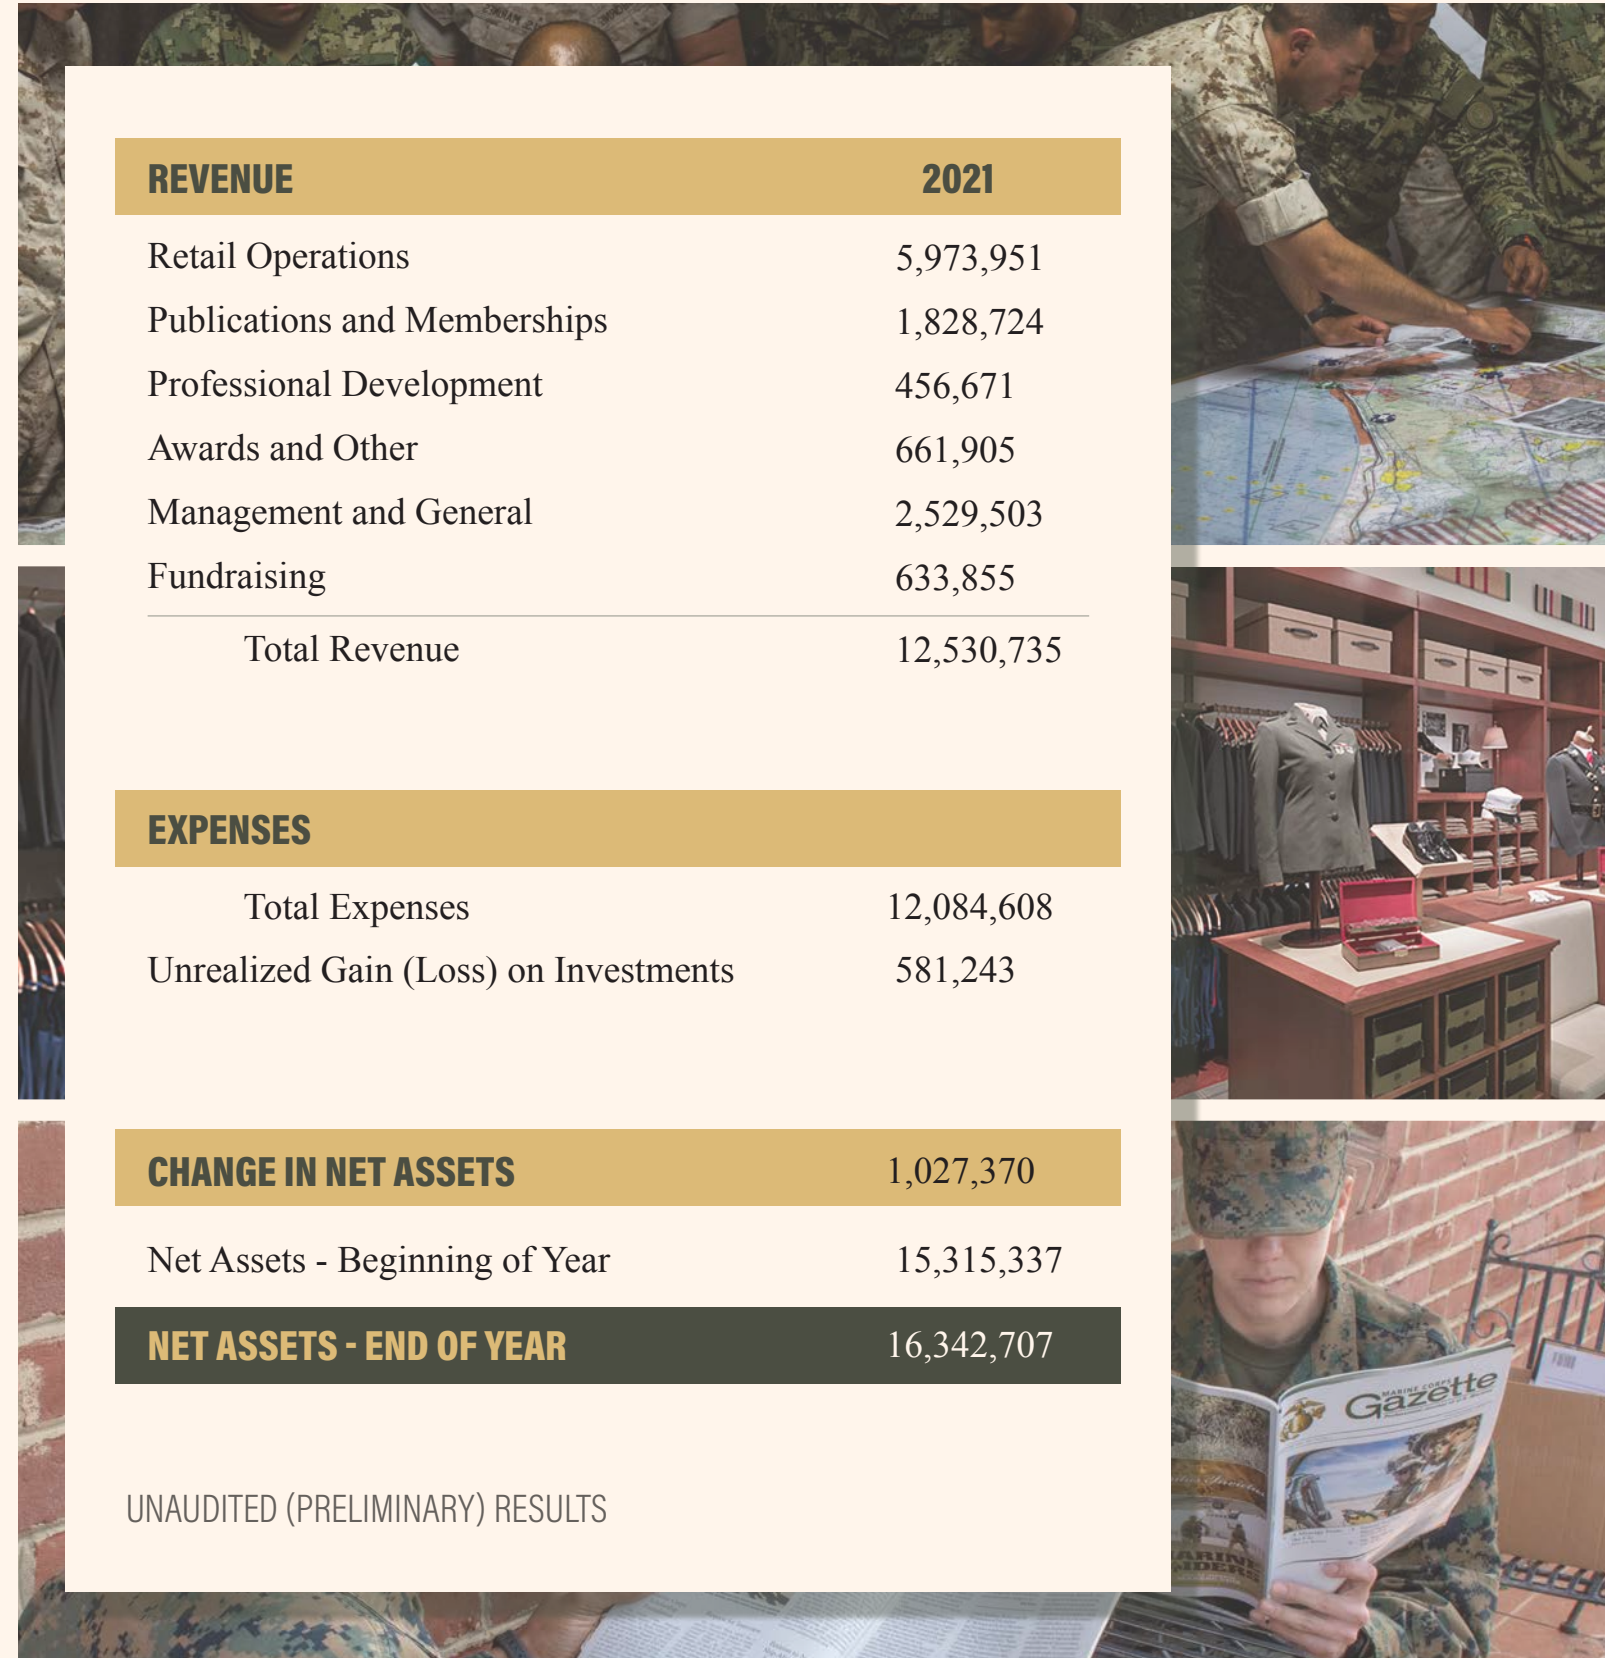 REVENUE 2021
Retail Operations 5,973,951
Publications and Memberships 1,828,724
Professional Development 456,671
Awards and Other 661,905
Management and General 2,529,503
Fundraising 633,855
Total Revenue 12,530,735
EXPENSES
Total Expenses 12,084,608
Unrealized Gain (Loss) on Investments 581,243
CHANGE IN NET ASSETS 1,027,370
Net Assets - Beginning of Year 15,315,337
NET ASSETS - END OF YEAR 16,342,707
MARINE CORPS
Gazette
UNAUDITED (PRELIMINARY) RESULTS